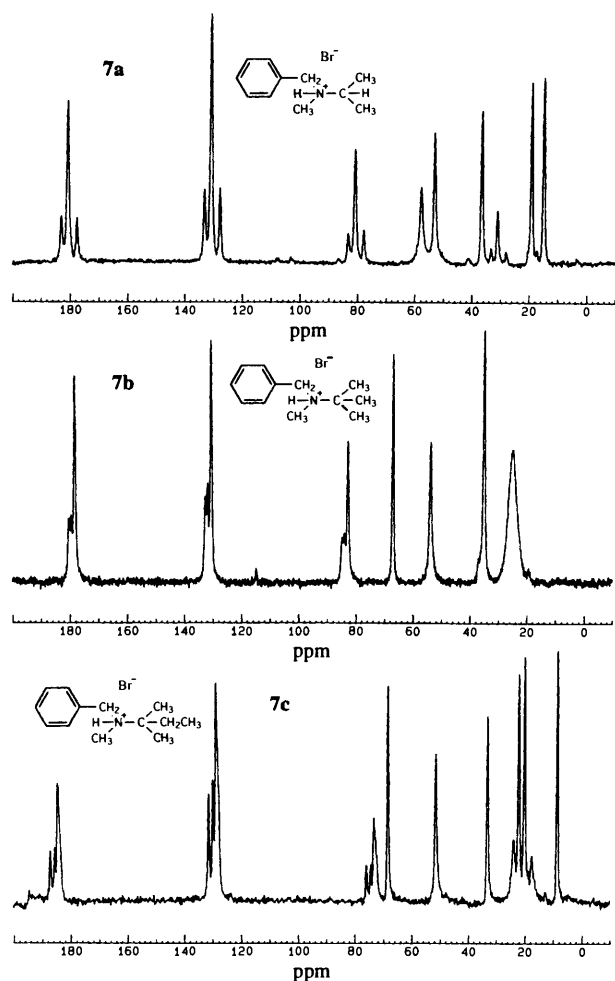 7a
Br⁻
CH₂ CH₃
H—N⁺—C—H
CH₃ CH₃
180 160 140 120 100 80 60 40 20 0
ppm
7b
Br⁻
CH₂ CH₃
H—N⁺—C—CH₃
CH₃ CH₃
180 160 140 120 100 80 60 40 20 0
ppm
Br⁻
7c
CH₂ CH₃
H—N⁺—C—CH₂CH₃
CH₃ CH₃
180 160 140 120 100 80 60 40 20 0
ppm